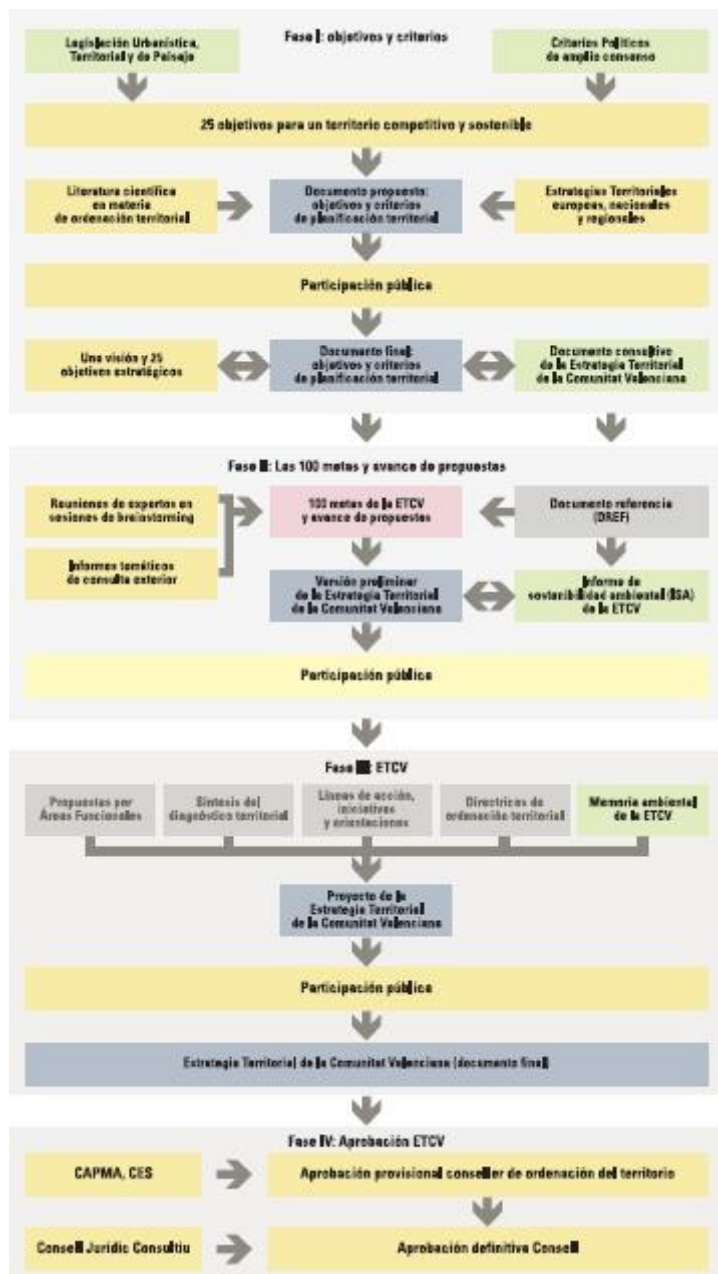 Fase I: objetivos y criterios
Legislación Urbanística,
Territorial y de Paisaje
Criterios Políticos
de amplio consenso
25 objetivos para un territorio competitivo y sostenible
Literatura científica
en materia
de ordenación territorial
Documento propuesta:
objetivos y criterios
de planificación territorial
Estrategias Territoriales
europeas, nacionales
y regionales
Participación pública
Una visión y 25
objetivos estratégicos
Documento final:
objetivos y criterios
de planificación territorial
Documento consultivo
de la Estrategia Territorial
de la Comunitat Valenciana
Fase II: Las 100 metas y avance de propuestas
Reuniones de expertos en
sesiones de brainstorming
100 metas de la ETCV
y avance de propuestas
Documento referencia
(DREF)
Informes temáticos
de consulta exterior
Versión preliminar
de la Estrategia Territorial
de la Comunitat Valenciana
Informe de
sostenibilidad ambiental (ISA)
de la ETCV
Participación pública
Fase III: ETCV
Propuestas por
Áreas Funcionales
Síntesis del
diagnóstico territorial
Líneas de acción,
iniciativas
y orientaciones
Directrices de
ordenación territorial
Memoria ambiental
de la ETCV
Proyecto de la
Estrategia Territorial
de la Comunitat Valenciana
Participación pública
Estrategia Territorial de la Comunitat Valenciana (documento final)
Fase IV: Aprobación ETCV
CAPMA, CES
Aprobación provisional conseller de ordenación del territorio
Consell Jurídic Consultiu
Aprobación definitiva Consell